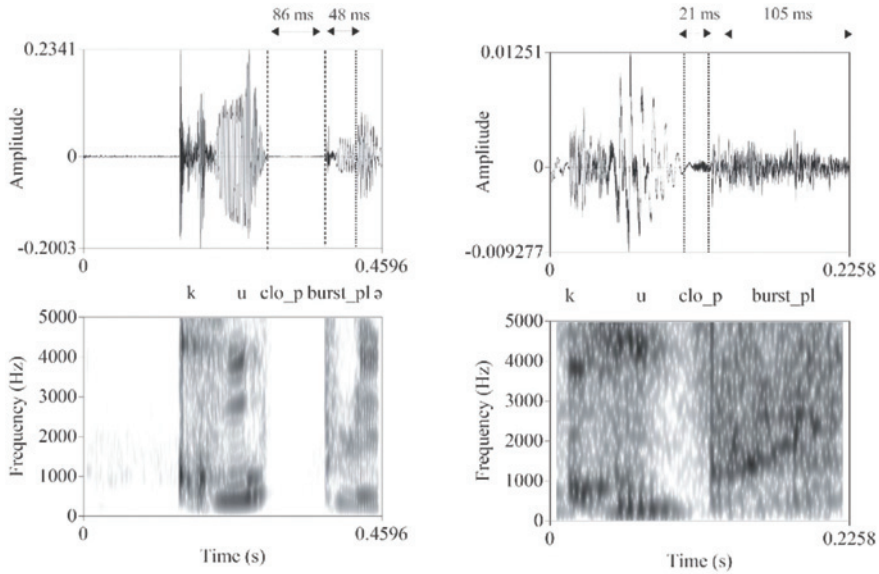 86 ms 48 ms
0.2341
Amplitude
0
-0.2003
0 0.4596
k u clo_p burst_pl ə
5000
4000
3000
2000
1000
0
Frequency (Hz)
0 0.4596
Time (s)
21 ms 105 ms
0.01251
Amplitude
0
-0.009277
0 0.2258
k u clo_p burst_pl
5000
4000
3000
2000
1000
0
Frequency (Hz)
0 0.2258
Time (s)